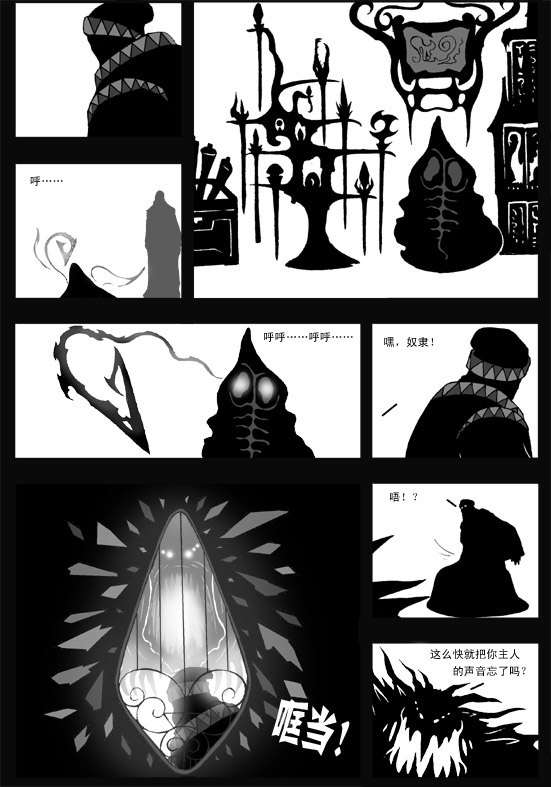 呼……
呼呼……呼呼……
嘿，奴隶！
哐当！
唔！？
这么快就把你主人
的声音忘了吗？